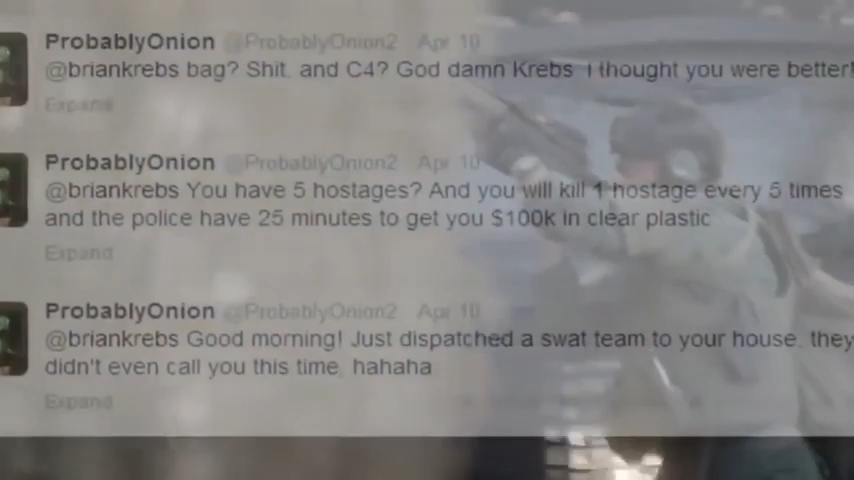 ProbablyOnion @ProbablyOnion2 Apr 10
@briankrebs bag? Shit. and C4? God damn Krebs i thought you were better!
Expand
ProbablyOnion @ProbablyOnion2 Apr 10
@briankrebs You have 5 hostages? And you will kill 1 hostage every 5 times
and the police have 25 minutes to get you $100k in clear plastic
Expand
ProbablyOnion @ProbablyOnion2 Apr 10
@briankrebs Good morning! Just dispatched a swat team to your house. they
didn't even call you this time. hahaha
Expand